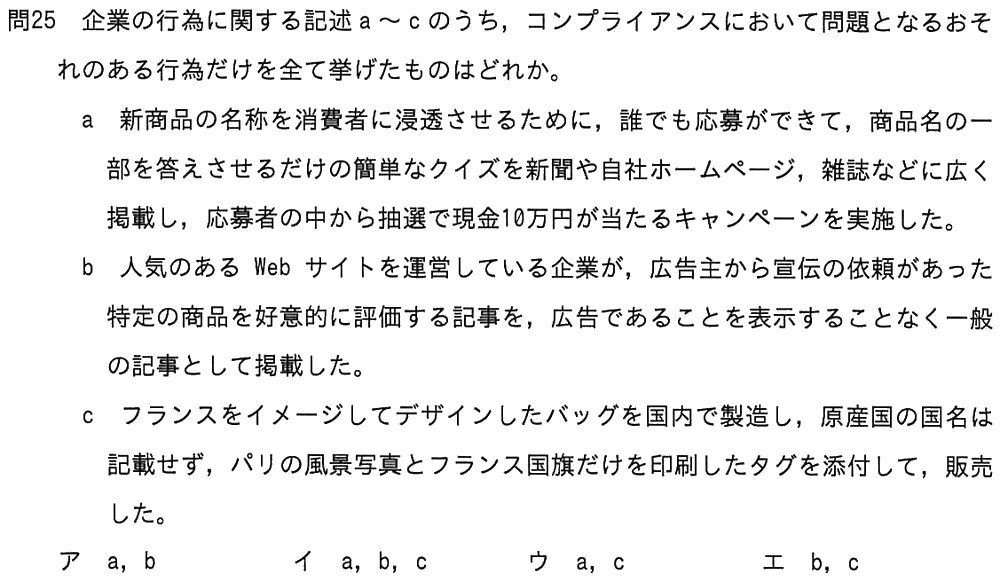 問25 企業の行為に関する記述a～cのうち，コンプライアンスにおいて問題となるおそ
れのある行為だけを全て挙げたものはどれか。
a 新商品の名称を消費者に浸透させるために，誰でも応募ができて，商品名の一
部を答えさせるだけの簡単なクイズを新聞や自社ホームページ，雑誌などに広く
掲載し，応募者の中から抽選で現金10万円が当たるキャンペーンを実施した。
b 人気のある Web サイトを運営している企業が，広告主から宣伝の依頼があった
特定の商品を好意的に評価する記事を，広告であることを表示することなく一般
の記事として掲載した。
c フランスをイメージしてデザインしたバッグを国内で製造し，原産国の国名は
記載せず，パリの風景写真とフランス国旗だけを印刷したタグを添付して，販売
した。
ア a, b イ a, b, c ウ a, c エ b, c